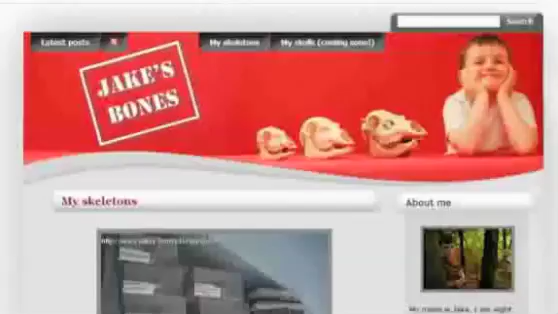 Search
Latest posts
My skeletons
My skulls (coming soon!)
JAKE'S
BONES
My skeletons
About me
My name is Jake, I am eight